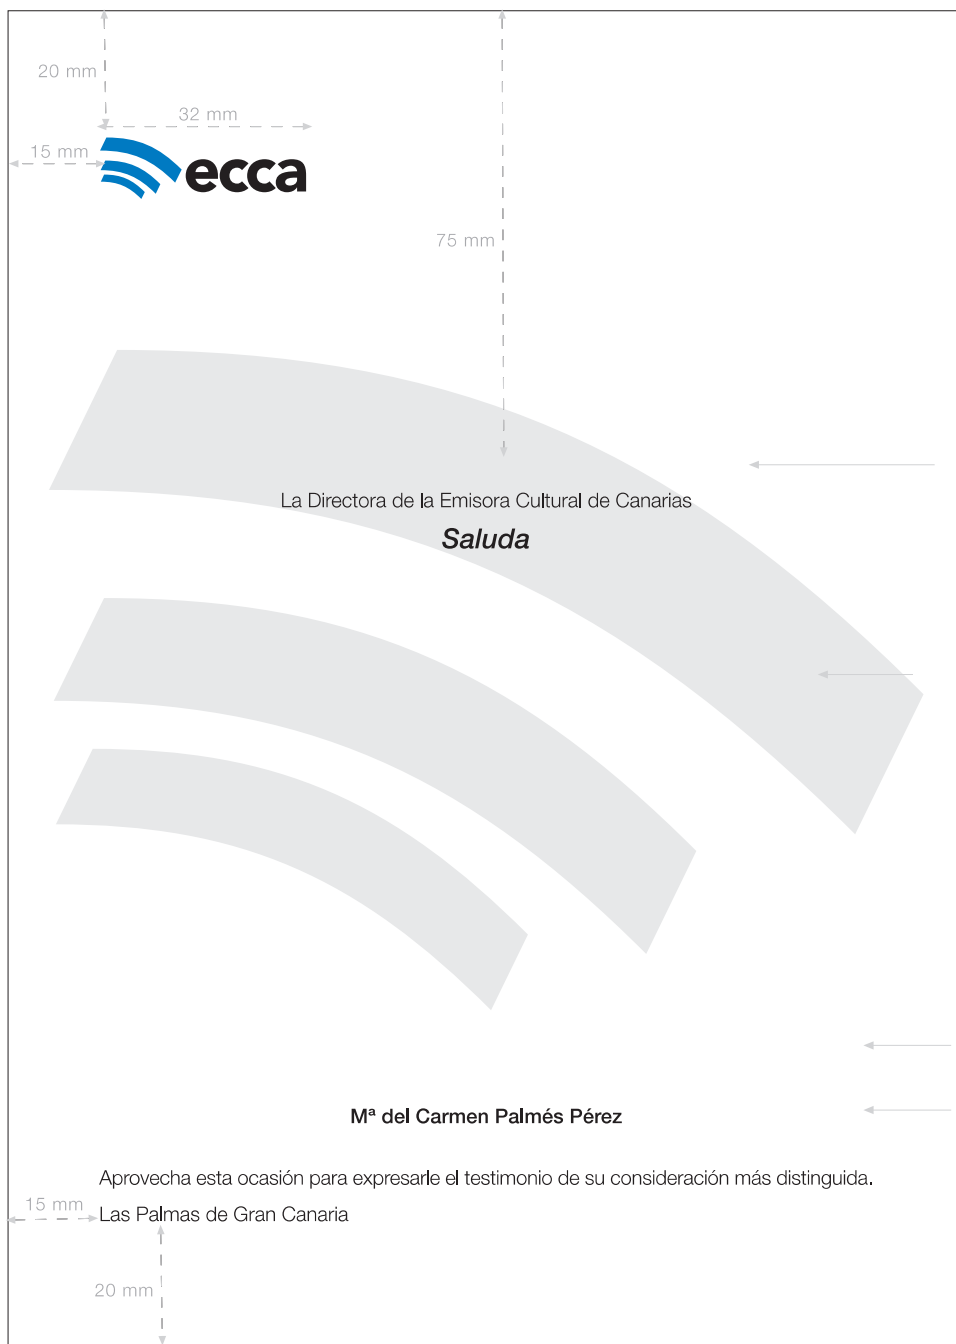 20 mm
32 mm
15 mm
ecca
75 mm
La Directora de la Emisora Cultural de Canarias
Saluda
Mª del Carmen Palmés Pérez
Aprovecha esta ocasión para expresarle el testimonio de su consideración más distinguida.
15 mm
Las Palmas de Gran Canaria
20 mm